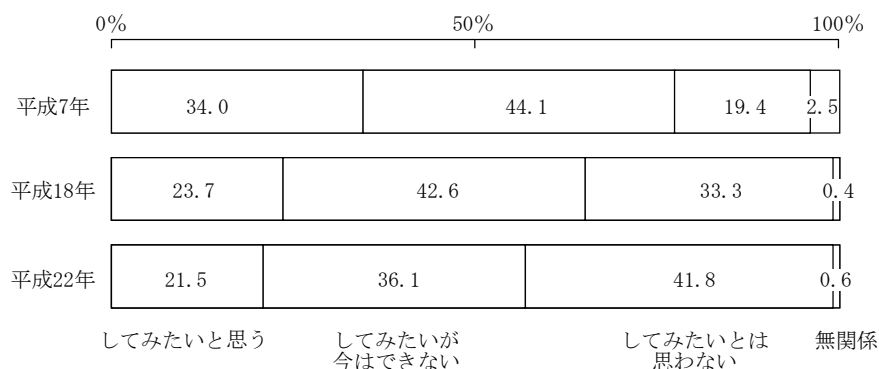 0% 50% 100%
平成7年 34.0 44.1 19.4 2.5
平成18年 23.7 42.6 33.3 0.4
平成22年 21.5 36.1 41.8 0.6
してみたいと思う してみたいが してみたいとは 無関係
今はできない 思わない